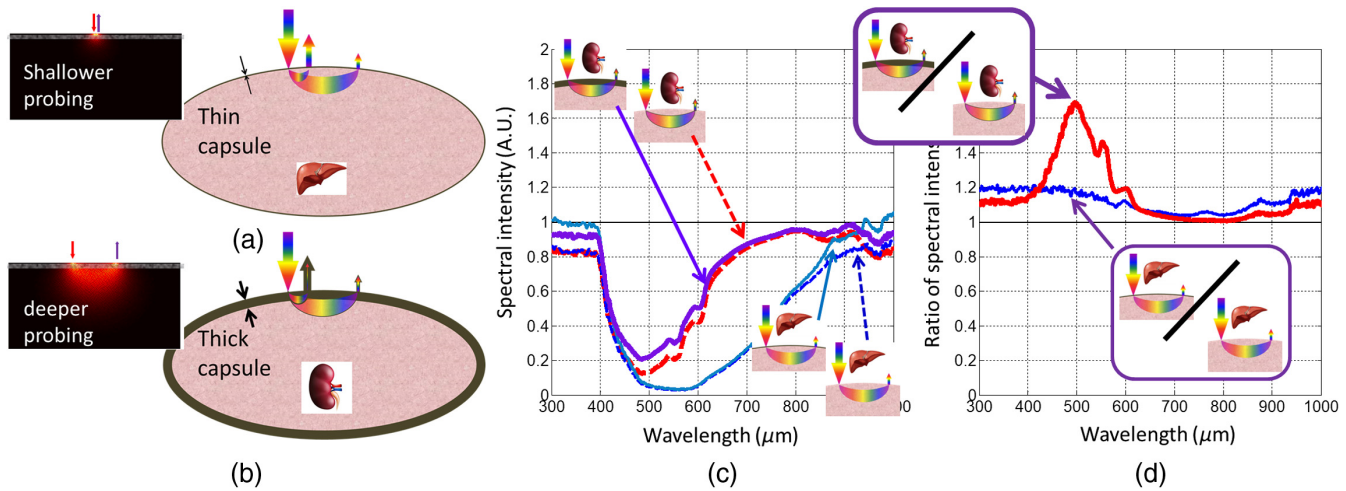 Shallower
probing
Thin
capsule
(a)
deeper
probing
Thick
capsule
(b)
Spectral intensity (A.U.)
2
1.8
1.6
1.4
1.2
1
0.8
0.6
0.4
0.2
0
300 400 500 600 700 800 900
Wavelength (μm)
(c)
Ratio of spectral intens
1.4
1.2
1
0.8
0.6
0.4
0.2
0
300 400 500 600 700 800 900 1000
Wavelength (μm)
(d)